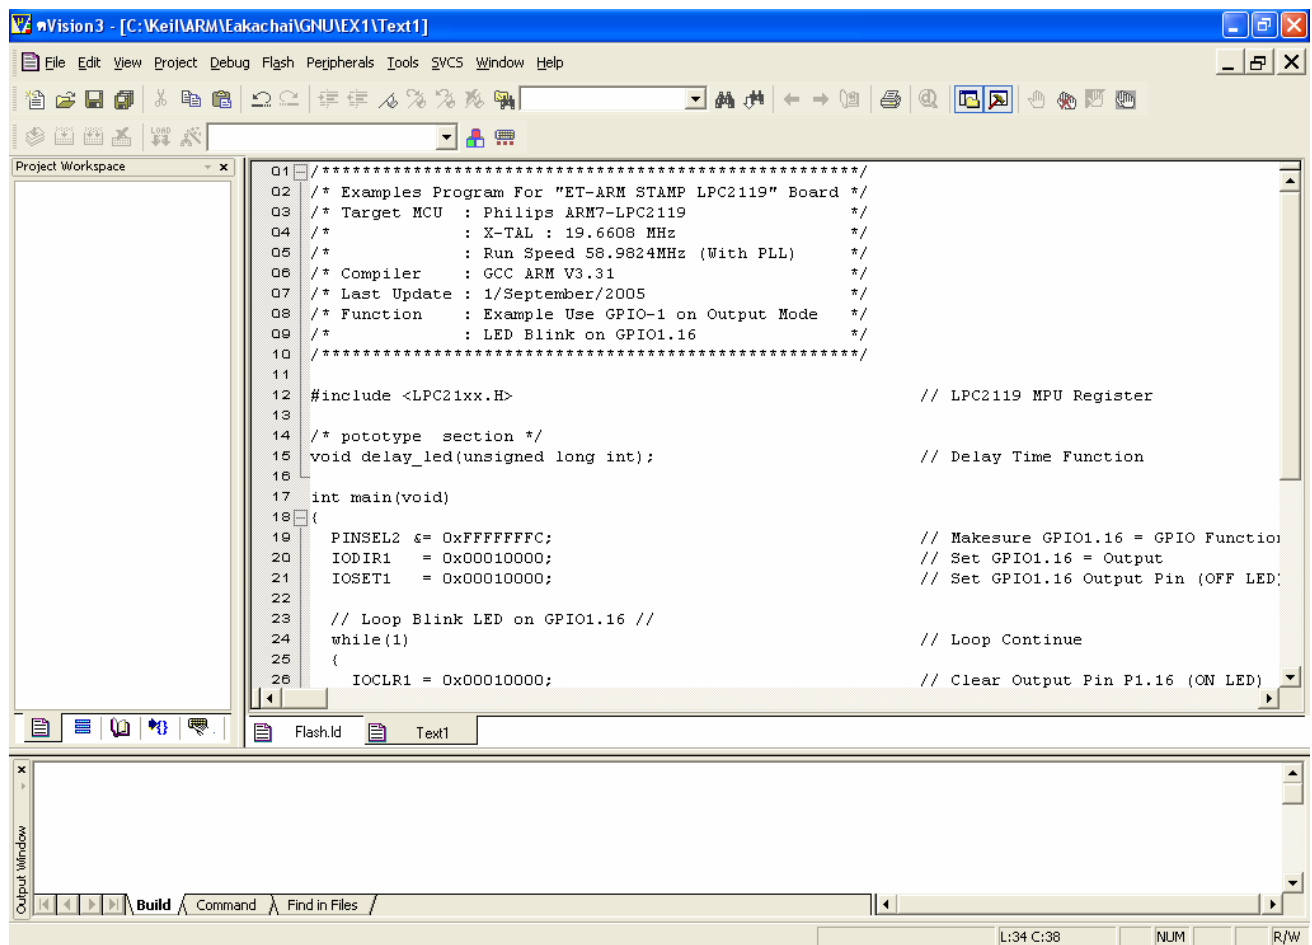 πVision3 - [C:\Keil\ARM\Eakachai\GNU\EX1\Text1]
File Edit View Project Debug Flash Peripherals Tools SVCS Window Help
LOAD
Project Workspace
01 /*****************************************************/
02 /* Examples Program For "ET-ARM STAMP LPC2119" Board */
03 /* Target MCU  : Philips ARM7-LPC2119                */
04 /*             : X-TAL : 19.6608 MHz                 */
05 /*             : Run Speed 58.9824MHz (With PLL)     */
06 /* Compiler    : GCC ARM V3.31                       */
07 /* Last Update : 1/September/2005                    */
08 /* Function    : Example Use GPIO-1 on Output Mode   */
09 /*             : LED Blink on GPIO1.16               */
10 /*****************************************************/
11
12 #include <LPC21xx.H> // LPC2119 MPU Register
13
14 /* pototype  section */
15 void delay_led(unsigned long int); // Delay Time Function
16
17 int main(void)
18 {
19   PINSEL2 &= 0xFFFFFFFC; // Makesure GPIO1.16 = GPIO Function
20   IODIR1   = 0x00010000; // Set GPIO1.16 = Output
21   IOSET1   = 0x00010000; // Set GPIO1.16 Output Pin (OFF LED)
22
23   // Loop Blink LED on GPIO1.16 //
24   while(1) // Loop Continue
25   {
26     IOCLR1 = 0x00010000; // Clear Output Pin P1.16 (ON LED)
Flash.ld Text1
Output Window
Build Command Find in Files
L:34 C:38 NUM R/W